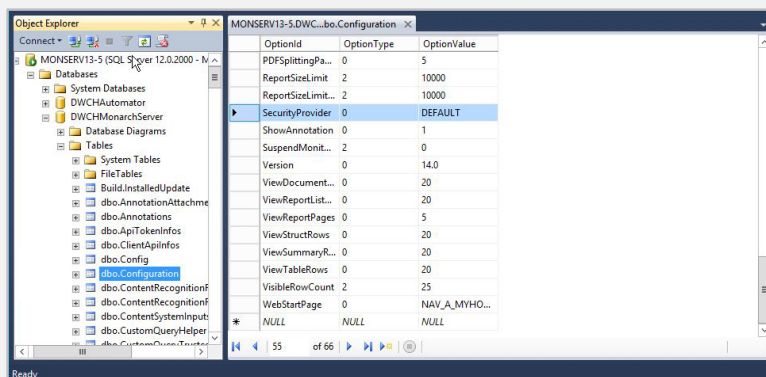 Object Explorer
Connect
MONSERV13-5 (SQL Server 12.0.2000 - M
Databases
System Databases
DWCHAutomator
DWCHMonarchServer
Database Diagrams
Tables
System Tables
FileTables
Build.InstalledUpdate
dbo.AnnotationAttachme
dbo.Annotations
dbo.ApiTokenInfos
dbo.ClientApiInfos
dbo.Config
dbo.Configuration
dbo.ContentRecognitionF
dbo.ContentRecognitionF
dbo.ContentSystemInputs
dbo.CustomQueryHelper
dbo.CustomQueryTrustee
MONSERV13-5.DWC...bo.Configuration
OptionId OptionType OptionValue
PDFSplittingPa... 0 5
ReportSizeLimit 2 10000
ReportSizeLimit... 2 10000
SecurityProvider 0 DEFAULT
ShowAnnotation 0 1
SuspendMonit... 2 0
Version 0 14.0
ViewDocument... 0 20
ViewReportList... 0 20
ViewReportPages 0 5
ViewStructRows 0 20
ViewSummaryR... 0 20
ViewTableRows 0 20
VisibleRowCount 2 25
WebStartPage 0 NAV_A_MYHO...
NULL NULL NULL
55 of 66
Ready